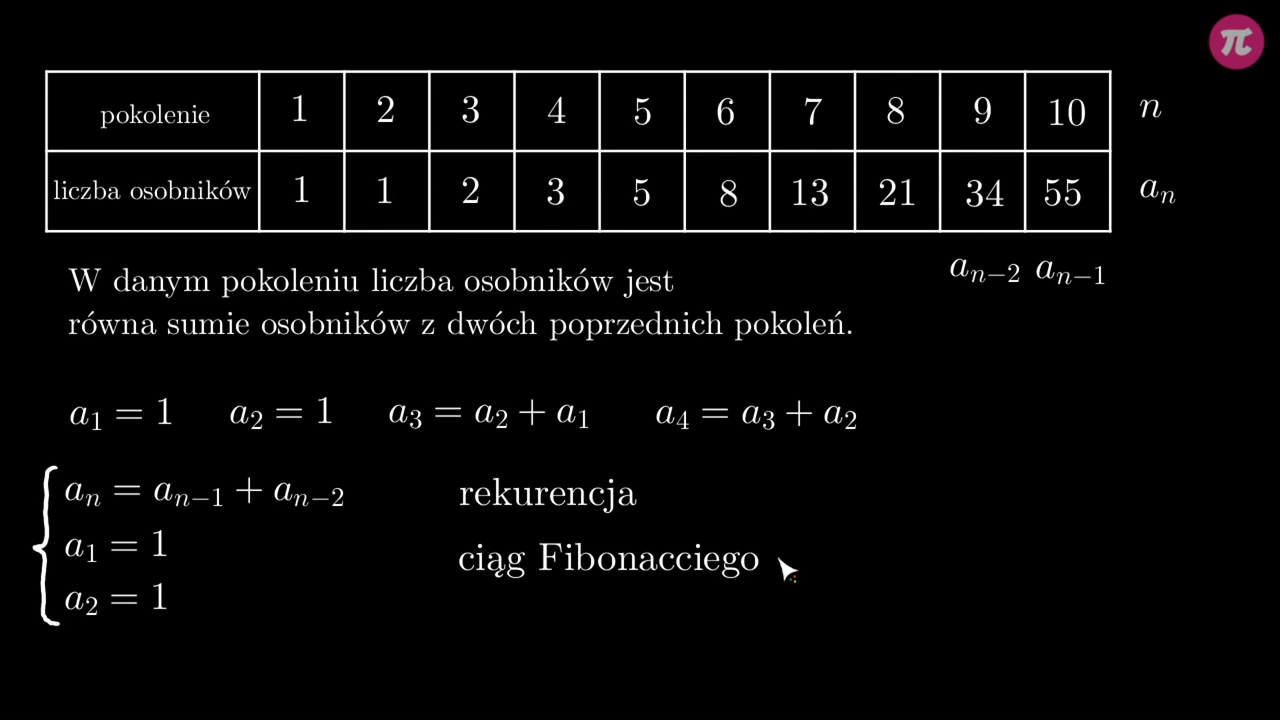 π
pokolenie 1 2 3 4 5 6 7 8 9 10 n
liczba osobników 1 1 2 3 5 8 13 21 34 55 aₙ
aₙ₋₂ aₙ₋₁
W danym pokoleniu liczba osobników jest
równa sumie osobników z dwóch poprzednich pokoleń.
a₁ = 1 a₂ = 1 a₃ = a₂ + a₁ a₄ = a₃ + a₂
aₙ = aₙ₋₁ + aₙ₋₂ rekurencja
a₁ = 1
ciąg Fibonacciego
a₂ = 1